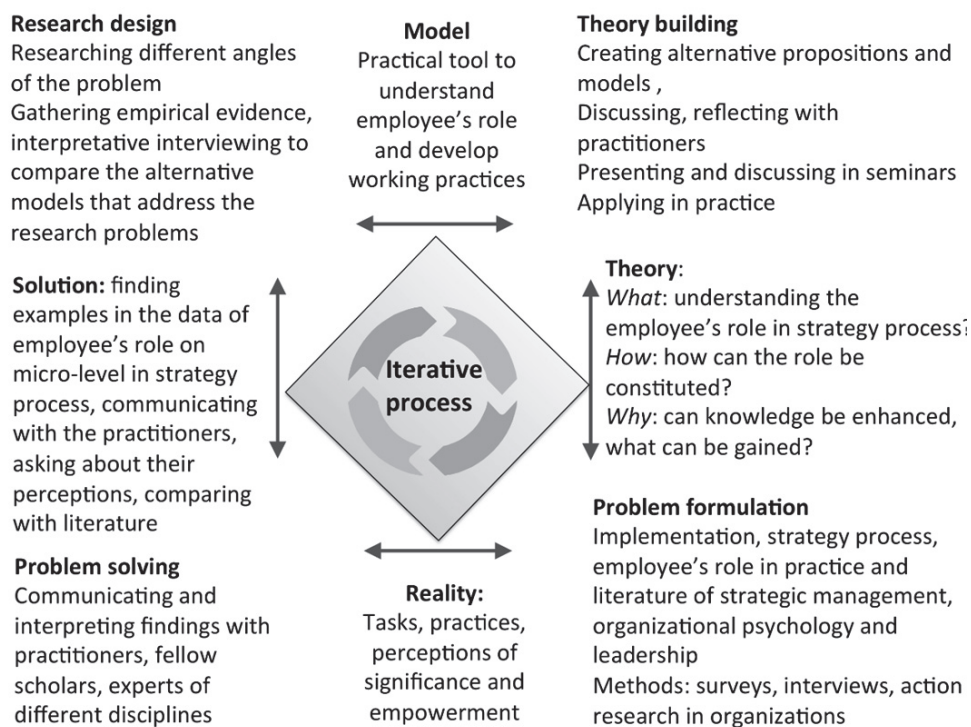 Research design
Researching different angles
of the problem
Gathering empirical evidence,
interpretative interviewing to
compare the alternative
models that address the
research problems
Model
Practical tool to
understand
employee's role
and develop
working practices
Theory building
Creating alternative propositions and
models ,
Discussing, reflecting with
practitioners
Presenting and discussing in seminars
Applying in practice
Solution: finding
examples in the data of
employee's role on
micro-level in strategy
process, communicating
with the practitioners,
asking about their
perceptions, comparing
with literature
Iterative
process
Theory:
What: understanding the
employee's role in strategy process?
How: how can the role be
constituted?
Why: can knowledge be enhanced,
what can be gained?
Problem solving
Communicating and
interpreting findings with
practitioners, fellow
scholars, experts of
different disciplines
Reality:
Tasks, practices,
perceptions of
significance and
empowerment
Problem formulation
Implementation, strategy process,
employee's role in practice and
literature of strategic management,
organizational psychology and
leadership
Methods: surveys, interviews, action
research in organizations